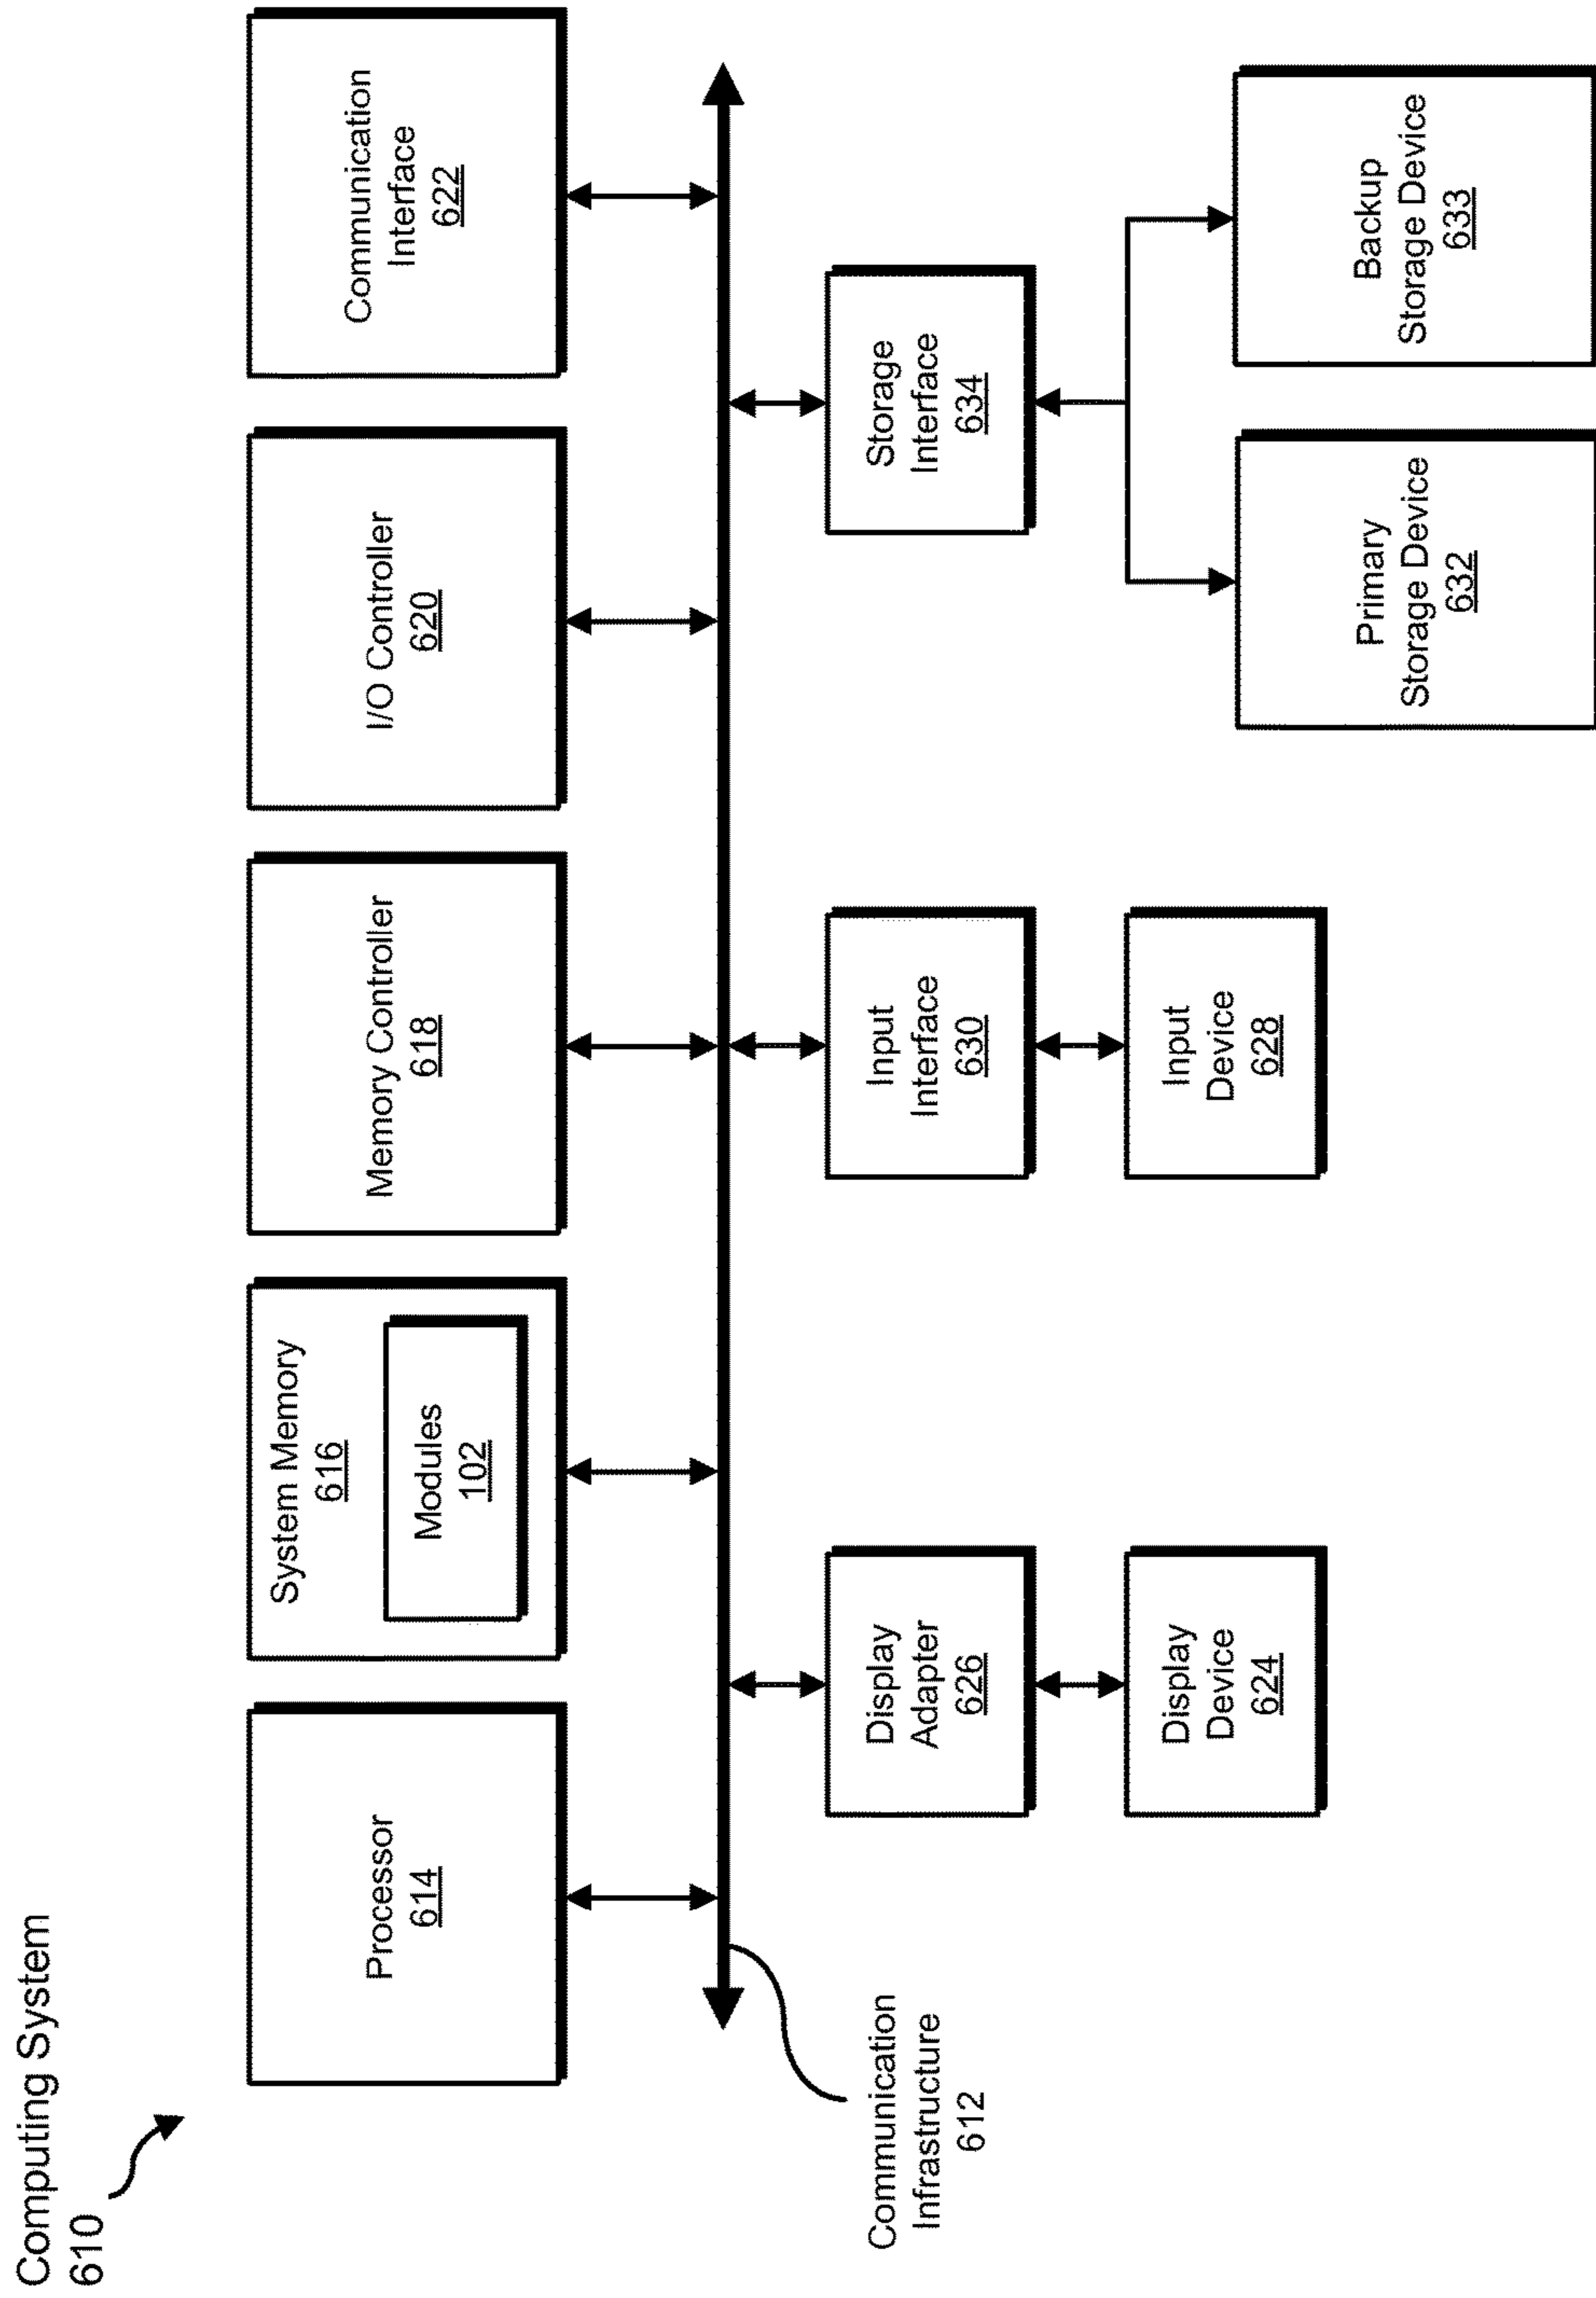 Computing System
610
Processor
614
System Memory
616
Modules
102
Memory Controller
618
I/O Controller
620
Communication
Interface
622
Communication
Infrastructure
612
Display
Adapter
626
Input
Interface
630
Storage
Interface
634
Display
Device
624
Input
Device
628
Primary
Storage Device
632
Backup
Storage Device
633